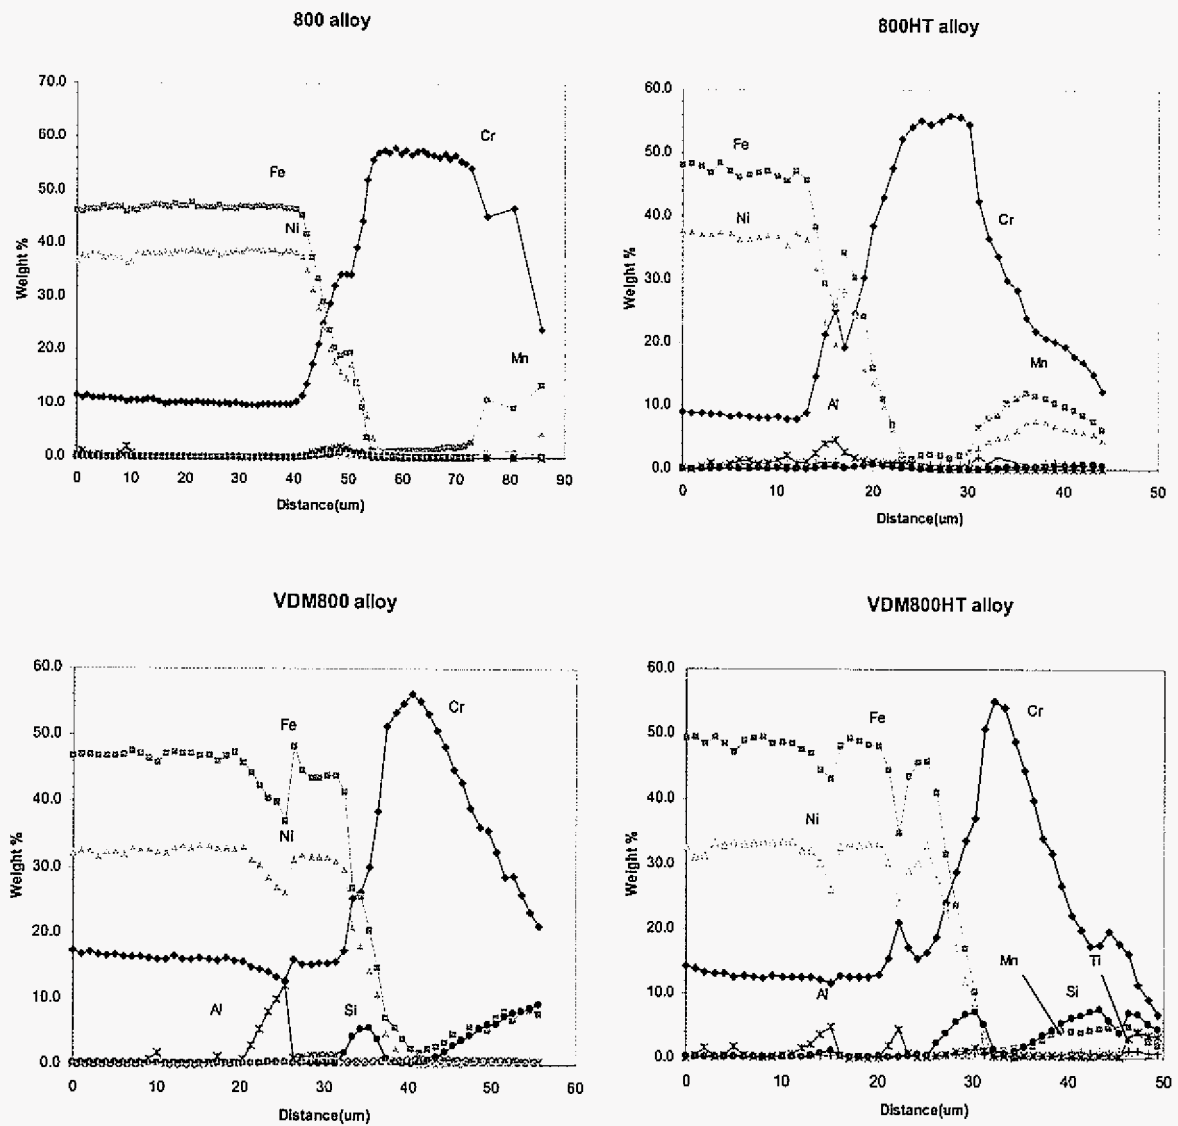 800 alloy
70.0
60.0
50.0
40.0
30.0
20.0
10.0
0.0
Weight %
Fe
Ni
Cr
Mn
0 10 20 30 40 50 60 70 80 90
Distance(um)
800HT alloy
60.0
50.0
40.0
30.0
20.0
10.0
0.0
Weight %
Fe
Ni
Cr
Al
Mn
0 10 20 30 40 50
Distance(um)
VDM800 alloy
60.0
50.0
40.0
30.0
20.0
10.0
0.0
Weight %
Fe
Ni
Cr
Al
Si
0 10 20 30 40 50 60
Distance(um)
VDM800HT alloy
60.0
50.0
40.0
30.0
20.0
10.0
0.0
Weight %
Fe
Ni
Cr
Al
Mn
Ti
Si
0 10 20 30 40 50
Distance(um)